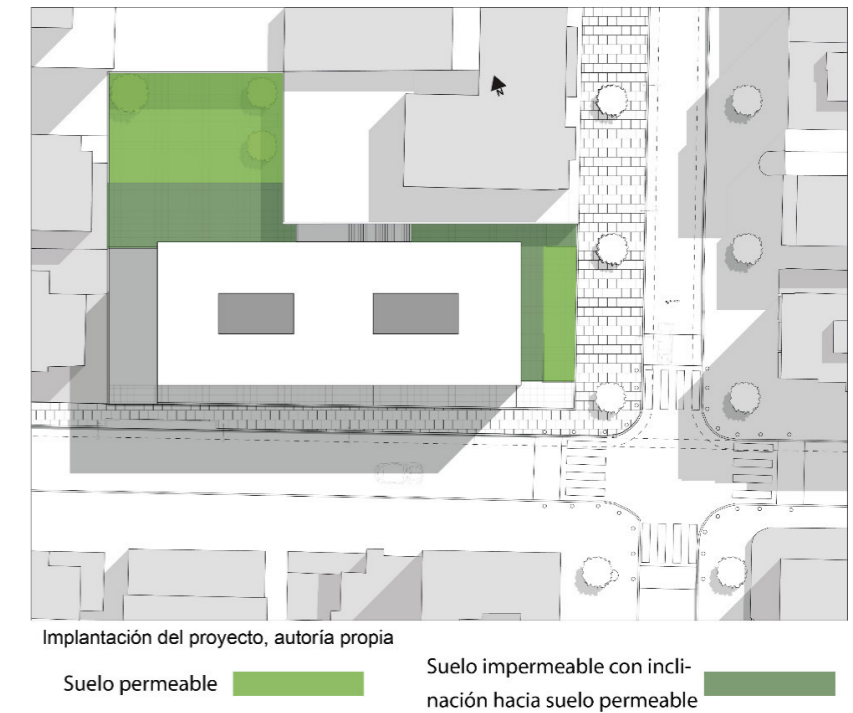 Implantación del proyecto, autoría propia
Suelo permeable
Suelo impermeable con incli-
nación hacia suelo permeable